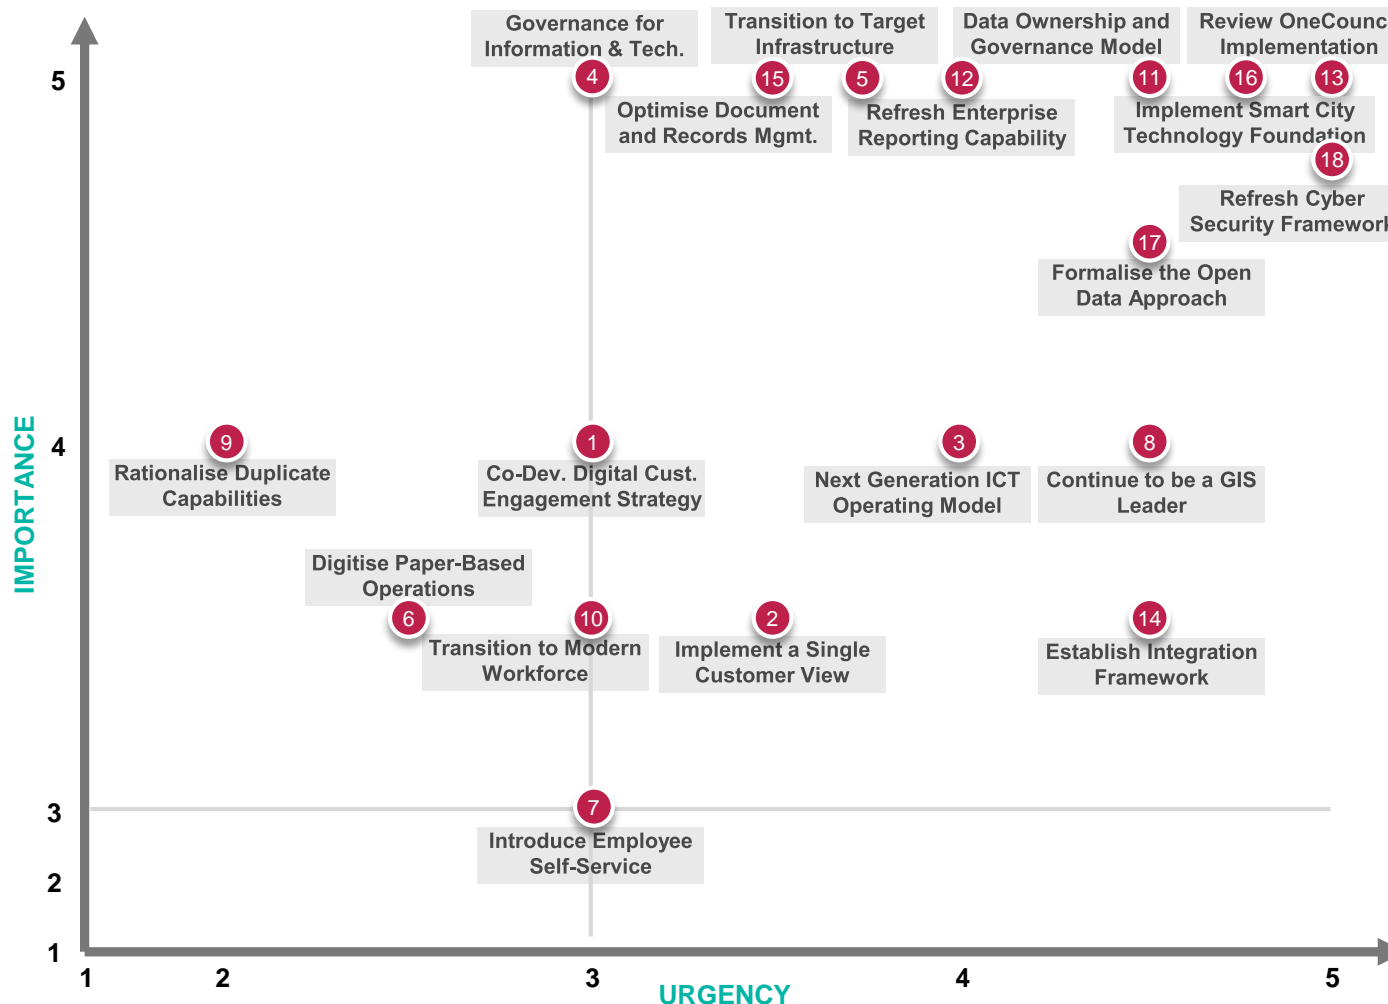 Governance for
Information & Tech.
Transition to Target
Infrastructure
Data Ownership and
Governance Model
Review OneCounc
Implementation
5
4
15
5
12
11
16
13
Optimise Document
and Records Mgmt.
Refresh Enterprise
Reporting Capability
Implement Smart City
Technology Foundation
18
Refresh Cyber
Security Framework
17
Formalise the Open
Data Approach
IMPORTANCE
4
9
Rationalise Duplicate
Capabilities
1
Co-Dev. Digital Cust.
Engagement Strategy
3
Next Generation ICT
Operating Model
8
Continue to be a GIS
Leader
Digitise Paper-Based
Operations
6
10
Transition to Modern
Workforce
2
Implement a Single
Customer View
14
Establish Integration
Framework
3
7
Introduce Employee
Self-Service
2
1
1
2
3
4
5
URGENCY